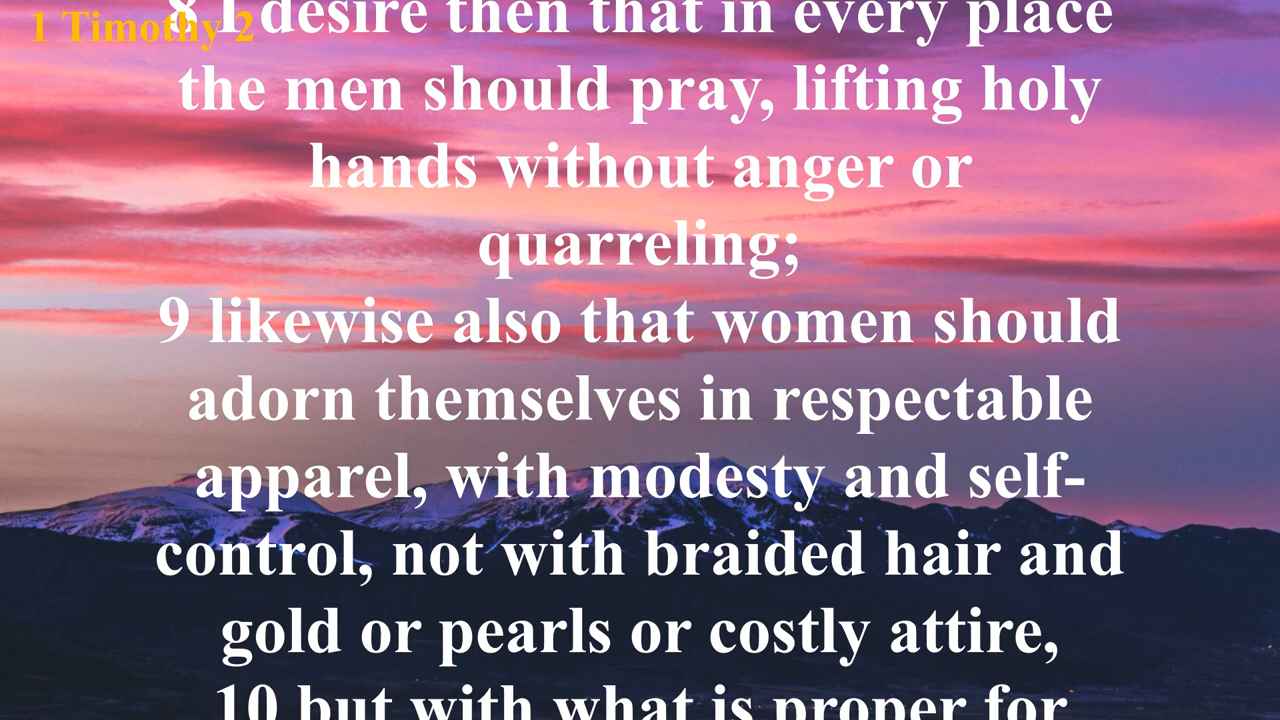 1 Timothy 2
8 I desire then that in every place
the men should pray, lifting holy
hands without anger or
quarreling;
9 likewise also that women should
adorn themselves in respectable
apparel, with modesty and self-
control, not with braided hair and
gold or pearls or costly attire,
10 but with what is proper for